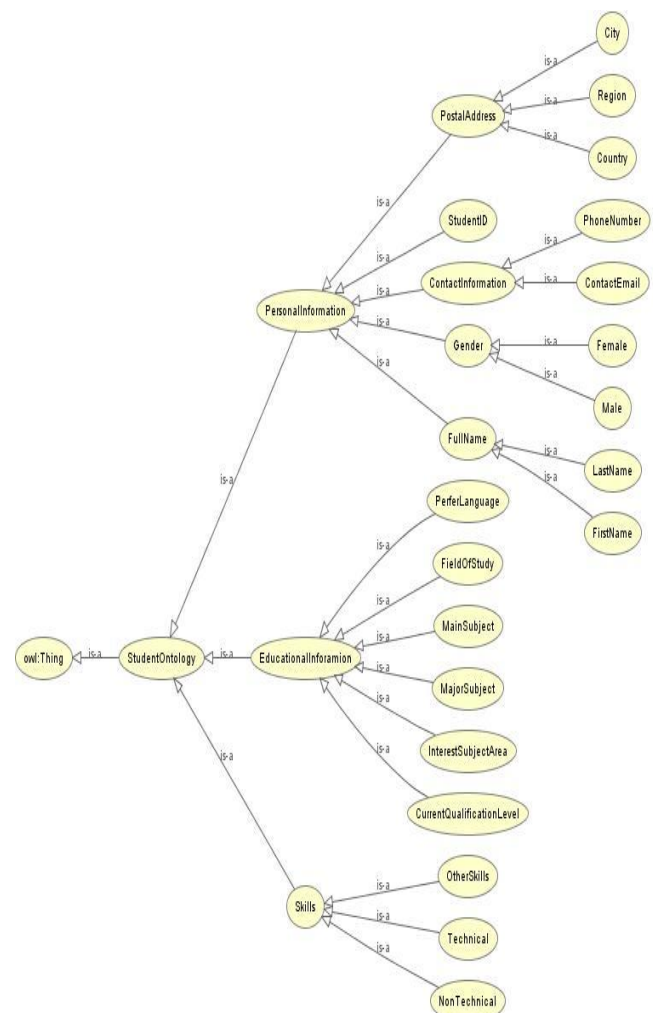 City
is-a
Region
is-a
PostalAddress
is-a
Country
is-a
StudentID
is-a
PhoneNumber
is-a
ContactInformation
is-a
is-a
ContactEmail
PersonalInformation
is-a
Gender
is-a
Female
is-a
Male
is-a
FullName
is-a
LastName
is-a
is-a
FirstName
PerferLanguage
is-a
FieldOfStudy
is-a
MainSubject
is-a
owl:Thing
is-a
StudentOntology
is-a
EducationalInforamion
is-a
MajorSubject
is-a
InterestSubjectArea
is-a
is-a
CurrentQualificationLevel
OtherSkills
is-a
Skills
is-a
Technical
is-a
NonTechnical